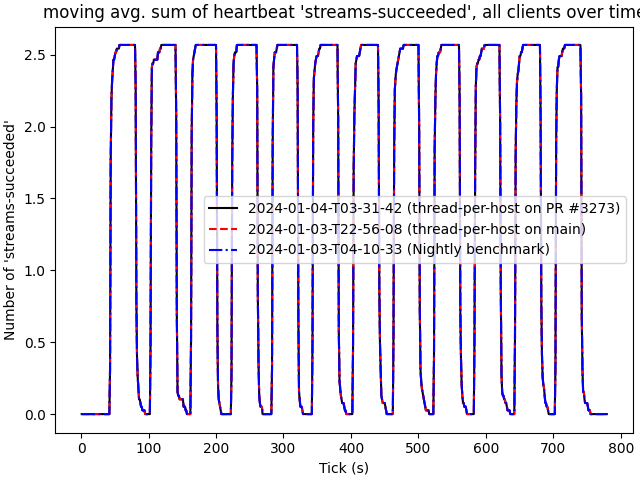 moving avg. sum of heartbeat 'streams-succeeded', all clients over time
Number of 'streams-succeeded'
2.5
2.0
1.5
1.0
0.5
0.0
2024-01-04-T03-31-42 (thread-per-host on PR #3273)
2024-01-03-T22-56-08 (thread-per-host on main)
2024-01-03-T04-10-33 (Nightly benchmark)
0 100 200 300 400 500 600 700 800
Tick (s)